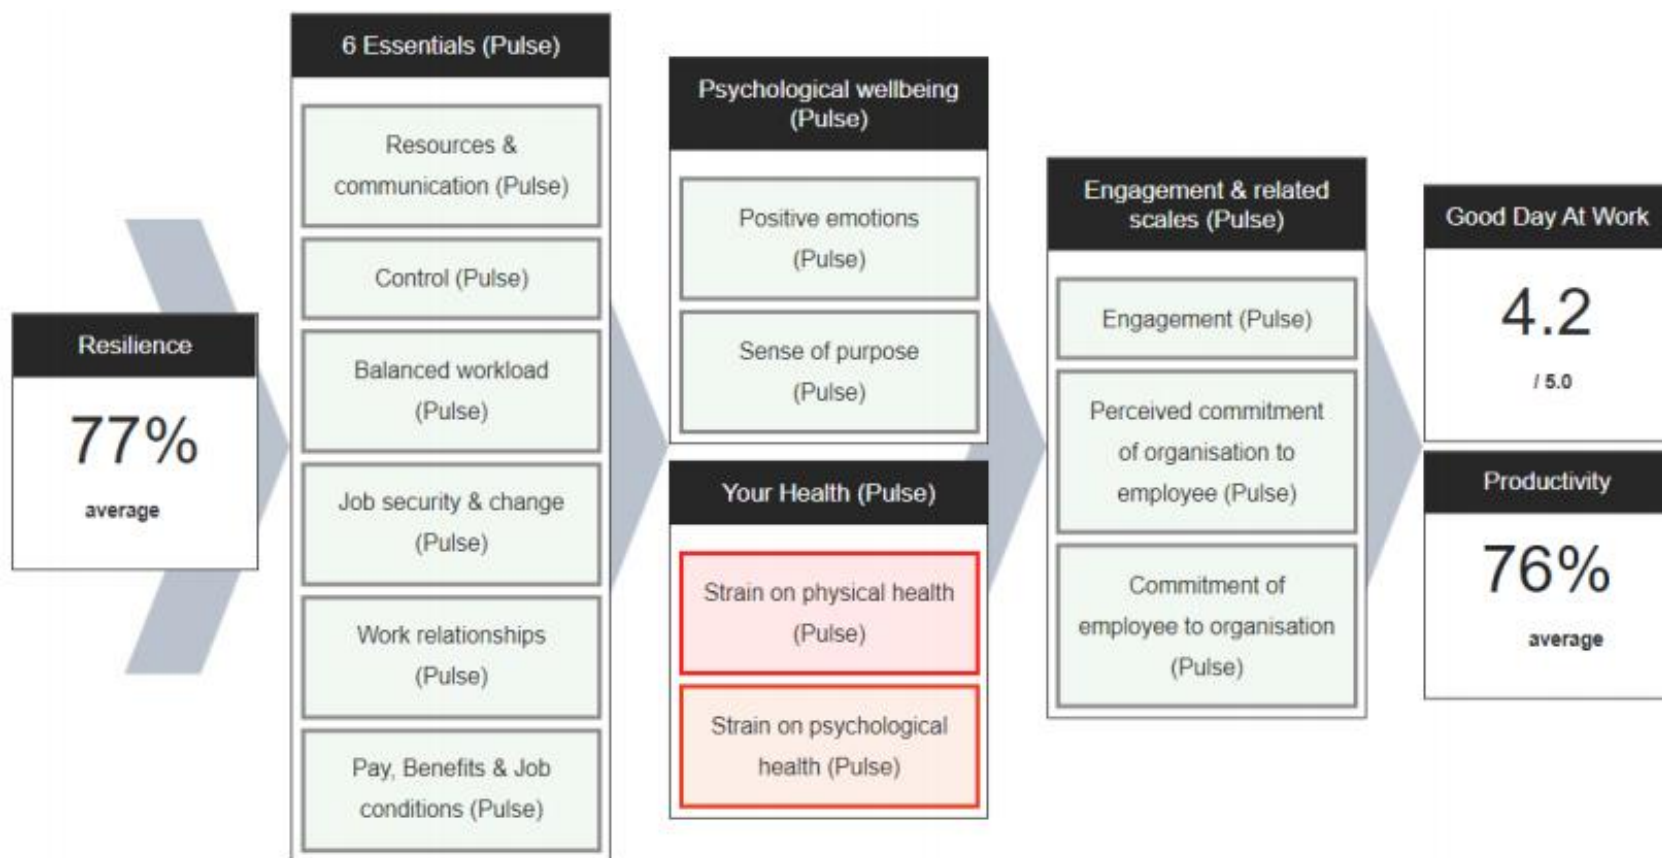 Resilience
77%
average
6 Essentials (Pulse)
Resources &
communication (Pulse)
Control (Pulse)
Balanced workload
(Pulse)
Job security & change
(Pulse)
Work relationships
(Pulse)
Pay, Benefits & Job
conditions (Pulse)
Psychological wellbeing
(Pulse)
Positive emotions
(Pulse)
Sense of purpose
(Pulse)
Your Health (Pulse)
Strain on physical health
(Pulse)
Strain on psychological
health (Pulse)
Engagement & related
scales (Pulse)
Engagement (Pulse)
Perceived commitment
of organisation to
employee (Pulse)
Commitment of
employee to organisation
(Pulse)
Good Day At Work
4.2
/ 5.0
Productivity
76%
average